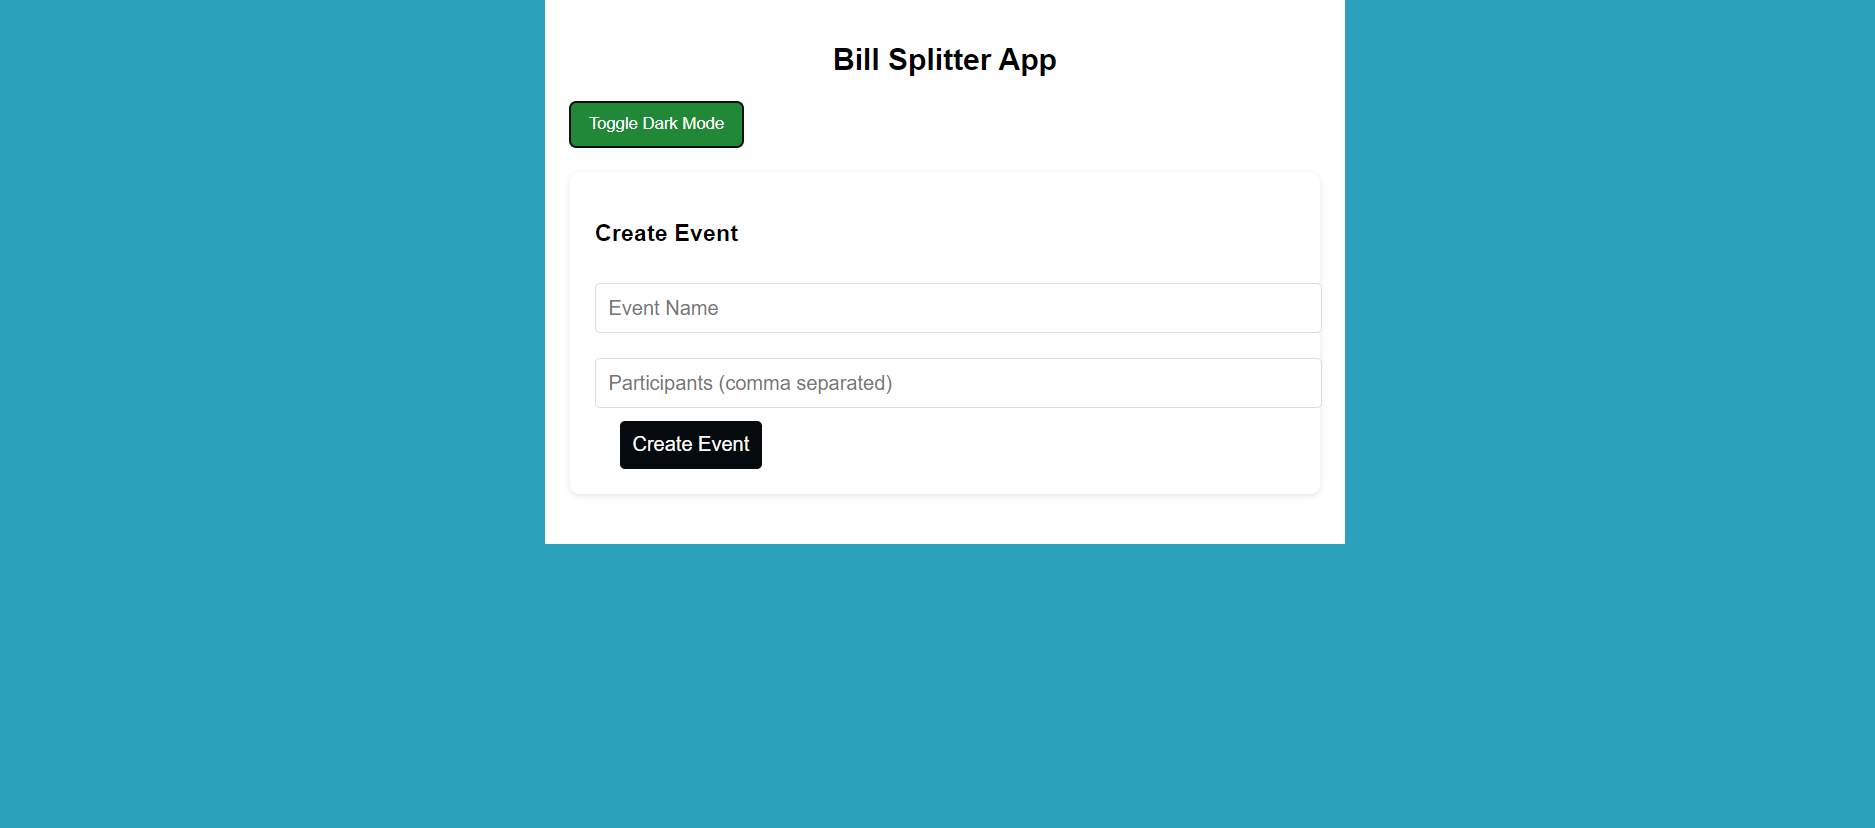 Bill Splitter App
Toggle Dark Mode
Create Event
Event Name
Participants (comma separated)
Create Event